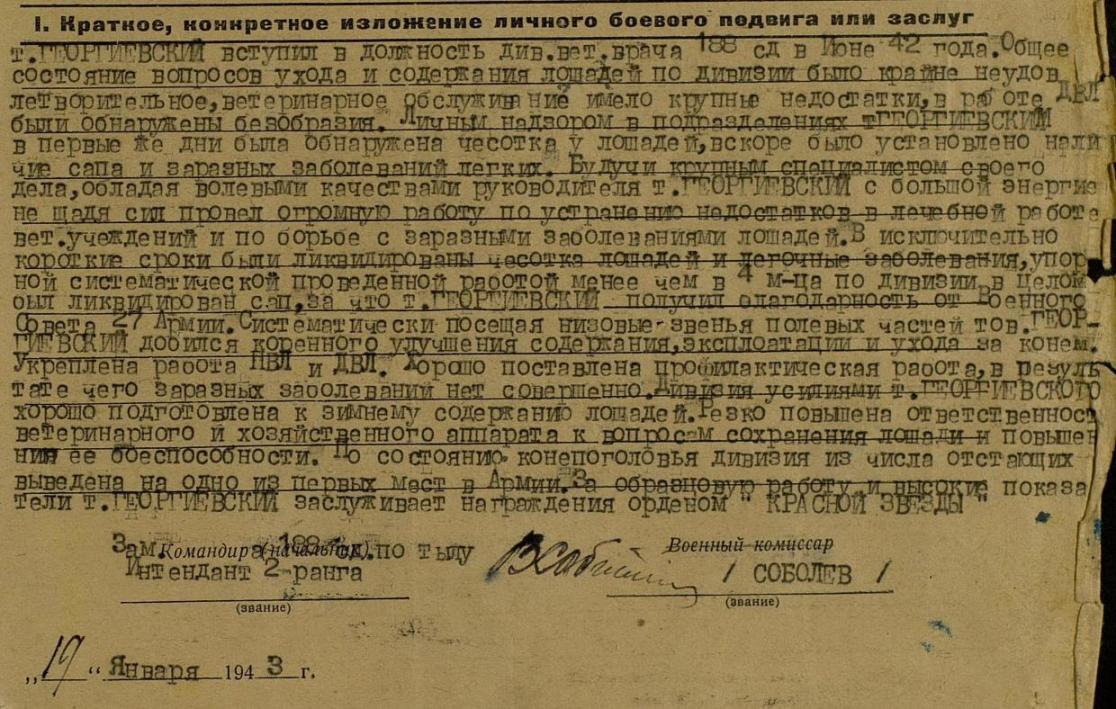 I. Краткое, конкретное изложение личного боевого подвига или заслуг
т.ГЕОРГИЕВСКИЙ вступил в должность див.вет.врача 188 сд в Июне 42 года.Общее
состояние вопросов ухода и содержания лошадей по дивизии было крайне неудов
летворительное,ветеринарное обслуживание имело крупные недостатки,в работе ДВЛ
были обнаружены безобразия. Личным надзором в подразделениях тГЕОРГИЕВСКИЙ
в первые же дни была обнаружена чесотка у лошадей,вскоре было установлено нали
чие сапа и заразных заболеваний легких. Будучи крупным специалистом своего
дела,обладая волевыми качествами руководителя т.ГЕОРГИЕВСКИЙ с большой энергие
не щадя сил провел огромную работу по устранению недостатков в лечебной работе
вет.учеждений и по борьбе с заразными заболеваниями лошадей.В исключительно
короткие сроки были ликвидированы чесотка лошадей и легочные заболевания,упор
ной систематической проведенной работой менее чем в 4 м-ца по дивизии в целом
был ликвидирован сап,за что т.ГЕОРГИЕВСКИЙ получил благодарность от Военного
Совета 27 Армии.Систематически посещая низовые звенья полевых частей тов.ГЕОР-
ГИЕВСКИЙ добился коренного улучшения содержания,эксплоатации и ухода за конем.
Укреплена работа ПВЛ и ДВЛ. Хорошо поставлена профилактическая работа,в резуль
тате чего заразных заболеваний нет совершенно.Дивизия усилиями т.ГЕОРГИЕВСКОГО
хорошо подготовлена к зимнему содержанию лошадей.Резко повышена ответственност
ветеринарного и хозяйственного аппарата к вопросам сохранения лошади и повышен
ния ее боеспособности. По состоянию конепоголовья дивизия из числа отстающих
выведена на одно из первых мест в Армии.За образцовую работу и высокие показа
тели т.ГЕОРГИЕВСКИЙ заслуживает награждения орденом " КРАСНОЙ ЗВЕЗДЫ "
Зам. Командира (начальник) 188 сд.по тылу Военный комиссар
Интендант 2 ранга / СОБОЛЕВ /
(звание) (звание)
„19“ Января 1943 г.